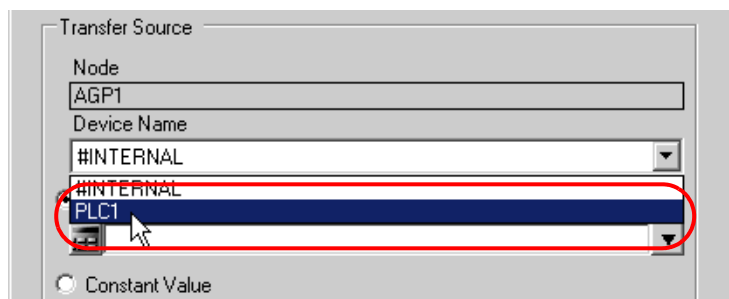 Transfer Source
Node
AGP1
Device Name
#INTERNAL
#INTERNAL
PLC1
Constant Value